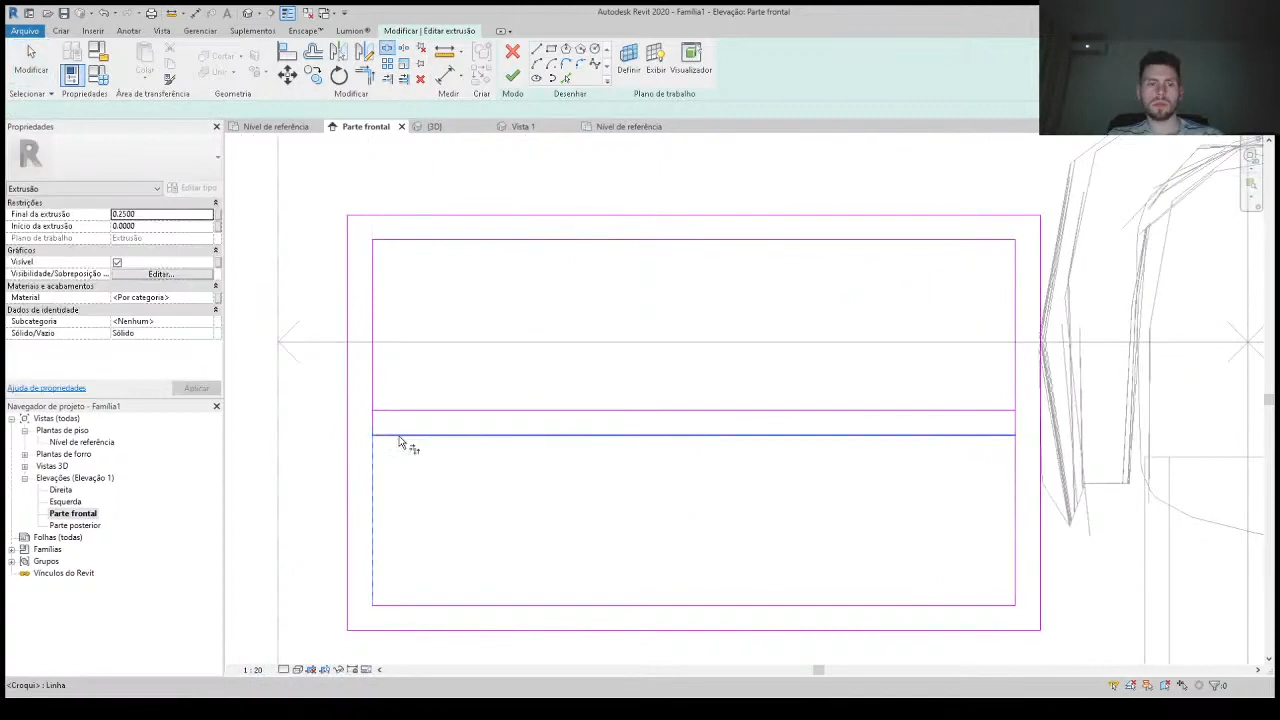 Autodesk Revit 2020 - Família1 - Elevação: Parte frontal
Arquivo Criar Inserir Anotar Vista Gerenciar Suplementos Enscape™ Lumion® Modificar | Editar extrusão
Modificar
Colar
Cortar
Unir
Definir Exibir Visualizador
Selecionar Propriedades Área de transferência Geometria Modificar Medir Criar Modo Desenhar Plano de trabalho
Propriedades
Nível de referência Parte frontal {3D} Vista 1 Nível de referência
R
Extrusão Editar tipo
Restrições
Final da extrusão 0.2500
Início da extrusão 0.0000
Plano de trabalho Extrusão
Gráficos
Visível
Visibilidade/Sobreposição ... Editar...
Materiais e acabamentos
Material <Por categoria>
Dados de identidade
Subcategoria <Nenhum>
Sólido/Vazio Sólido
Ajuda de propriedades Aplicar
Navegador de projeto - Família1
Vistas (todas)
Plantas de piso
Nível de referência
Plantas de forro
Vistas 3D
Elevações (Elevação 1)
Direita
Esquerda
Parte frontal
Parte posterior
Folhas (todas)
Famílias
Grupos
Vínculos do Revit
1 : 20
<Croqui> : Linha
:0